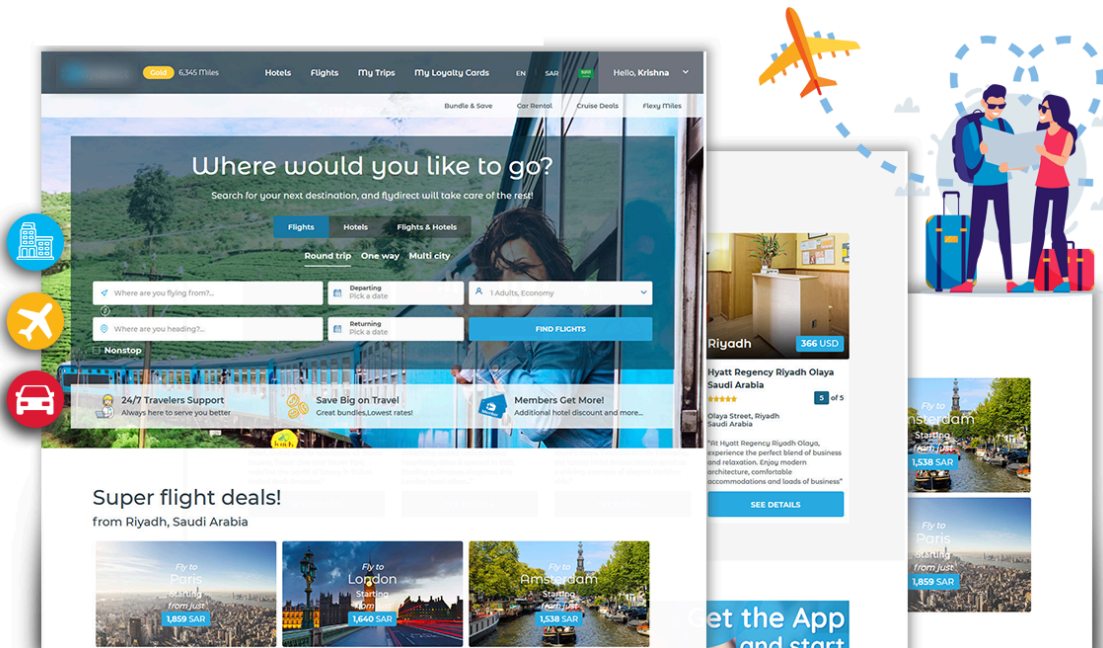 Gold 6,345 Miles Hotels Flights My Trips My Loyalty Cards EN SAR Hello, Krishna
Bundle & Save Car Rental Cruise Deals Flexy Miles
Where would you like to go?
Search for your next destination, and flydirect will take care of the rest!
Flights Hotels Flights & Hotels
Round trip One way Multi city
Where are you flying from?...
Departing
Pick a date
1 Adults, Economy
Where are you heading?...
Returning
Pick a date
FIND FLIGHTS
Nonstop
24/7 Travelers Support
Always here to serve you better
Save Big on Travel
Great bundles,Lowest rates!
Members Get More!
Additional hotel discount and more...
Super flight deals!
from Riyadh, Saudi Arabia
Fly to
Paris
Starting
from just
1,859 SAR
Fly to
London
Starting
from just
1,640 SAR
Fly to
Amsterdam
Starting
from just
1,538 SAR
Riyadh
366 USD
Hyatt Regency Riyadh Olaya
Saudi Arabia
5 of 5
Olaya Street, Riyadh
Saudi Arabia
"At Hyatt Regency Riyadh Olaya,
experience the perfect blend of business
and relaxation. Enjoy modern
architecture, comfortable
accommodations and loads of business"
SEE DETAILS
Get the App
and start
Fly to
nsterdam
Starting
from just
1,538 SAR
Fly to
Paris
Starting
from just
1,859 SAR